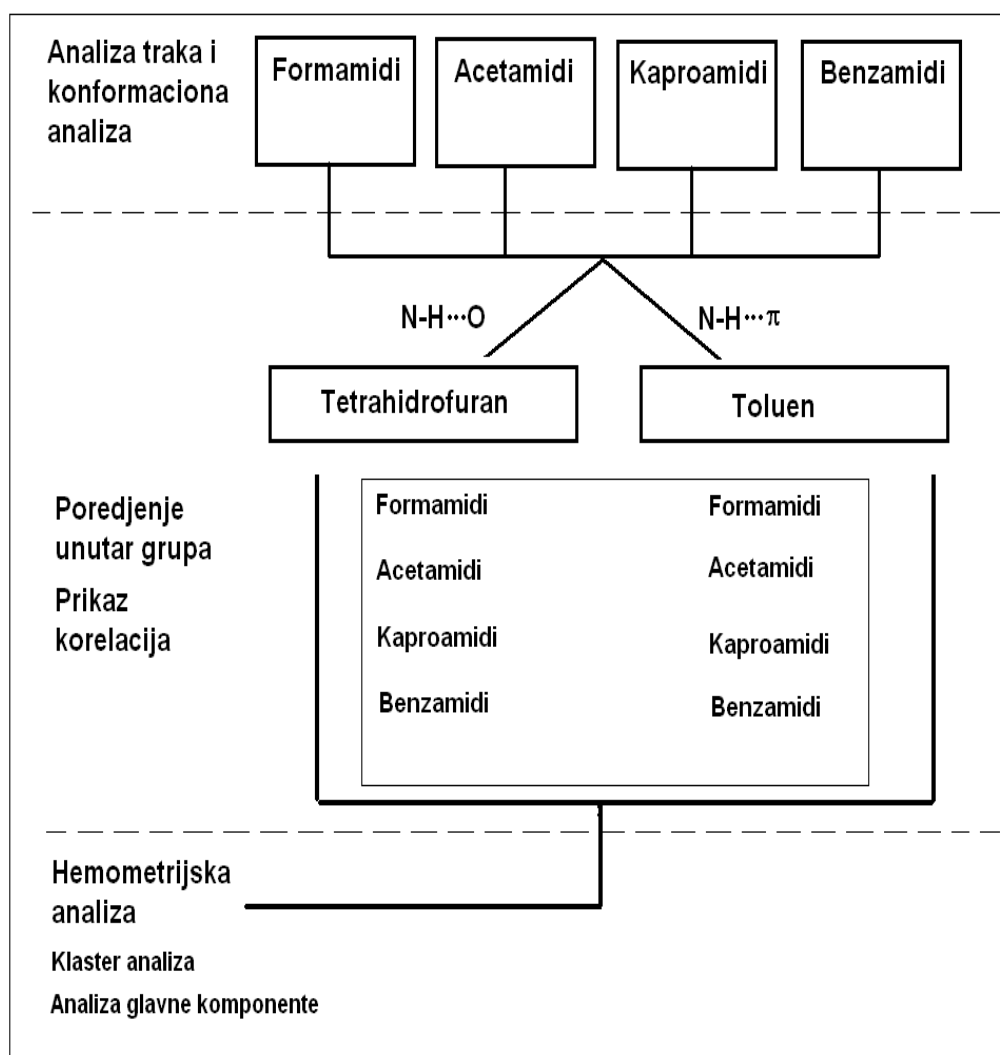 Analiza traka i
konformaciona
analiza
Formamidi
Acetamidi
Kaproamidi
Benzamidi
N-H···O
N-H···π
Tetrahidrofuran
Toluen
Poredjenje
unutar grupa
Prikaz
korelacija
Formamidi
Formamidi
Acetamidi
Acetamidi
Kaproamidi
Kaproamidi
Benzamidi
Benzamidi
Hemometrijska
analiza
Klaster analiza
Analiza glavne komponente